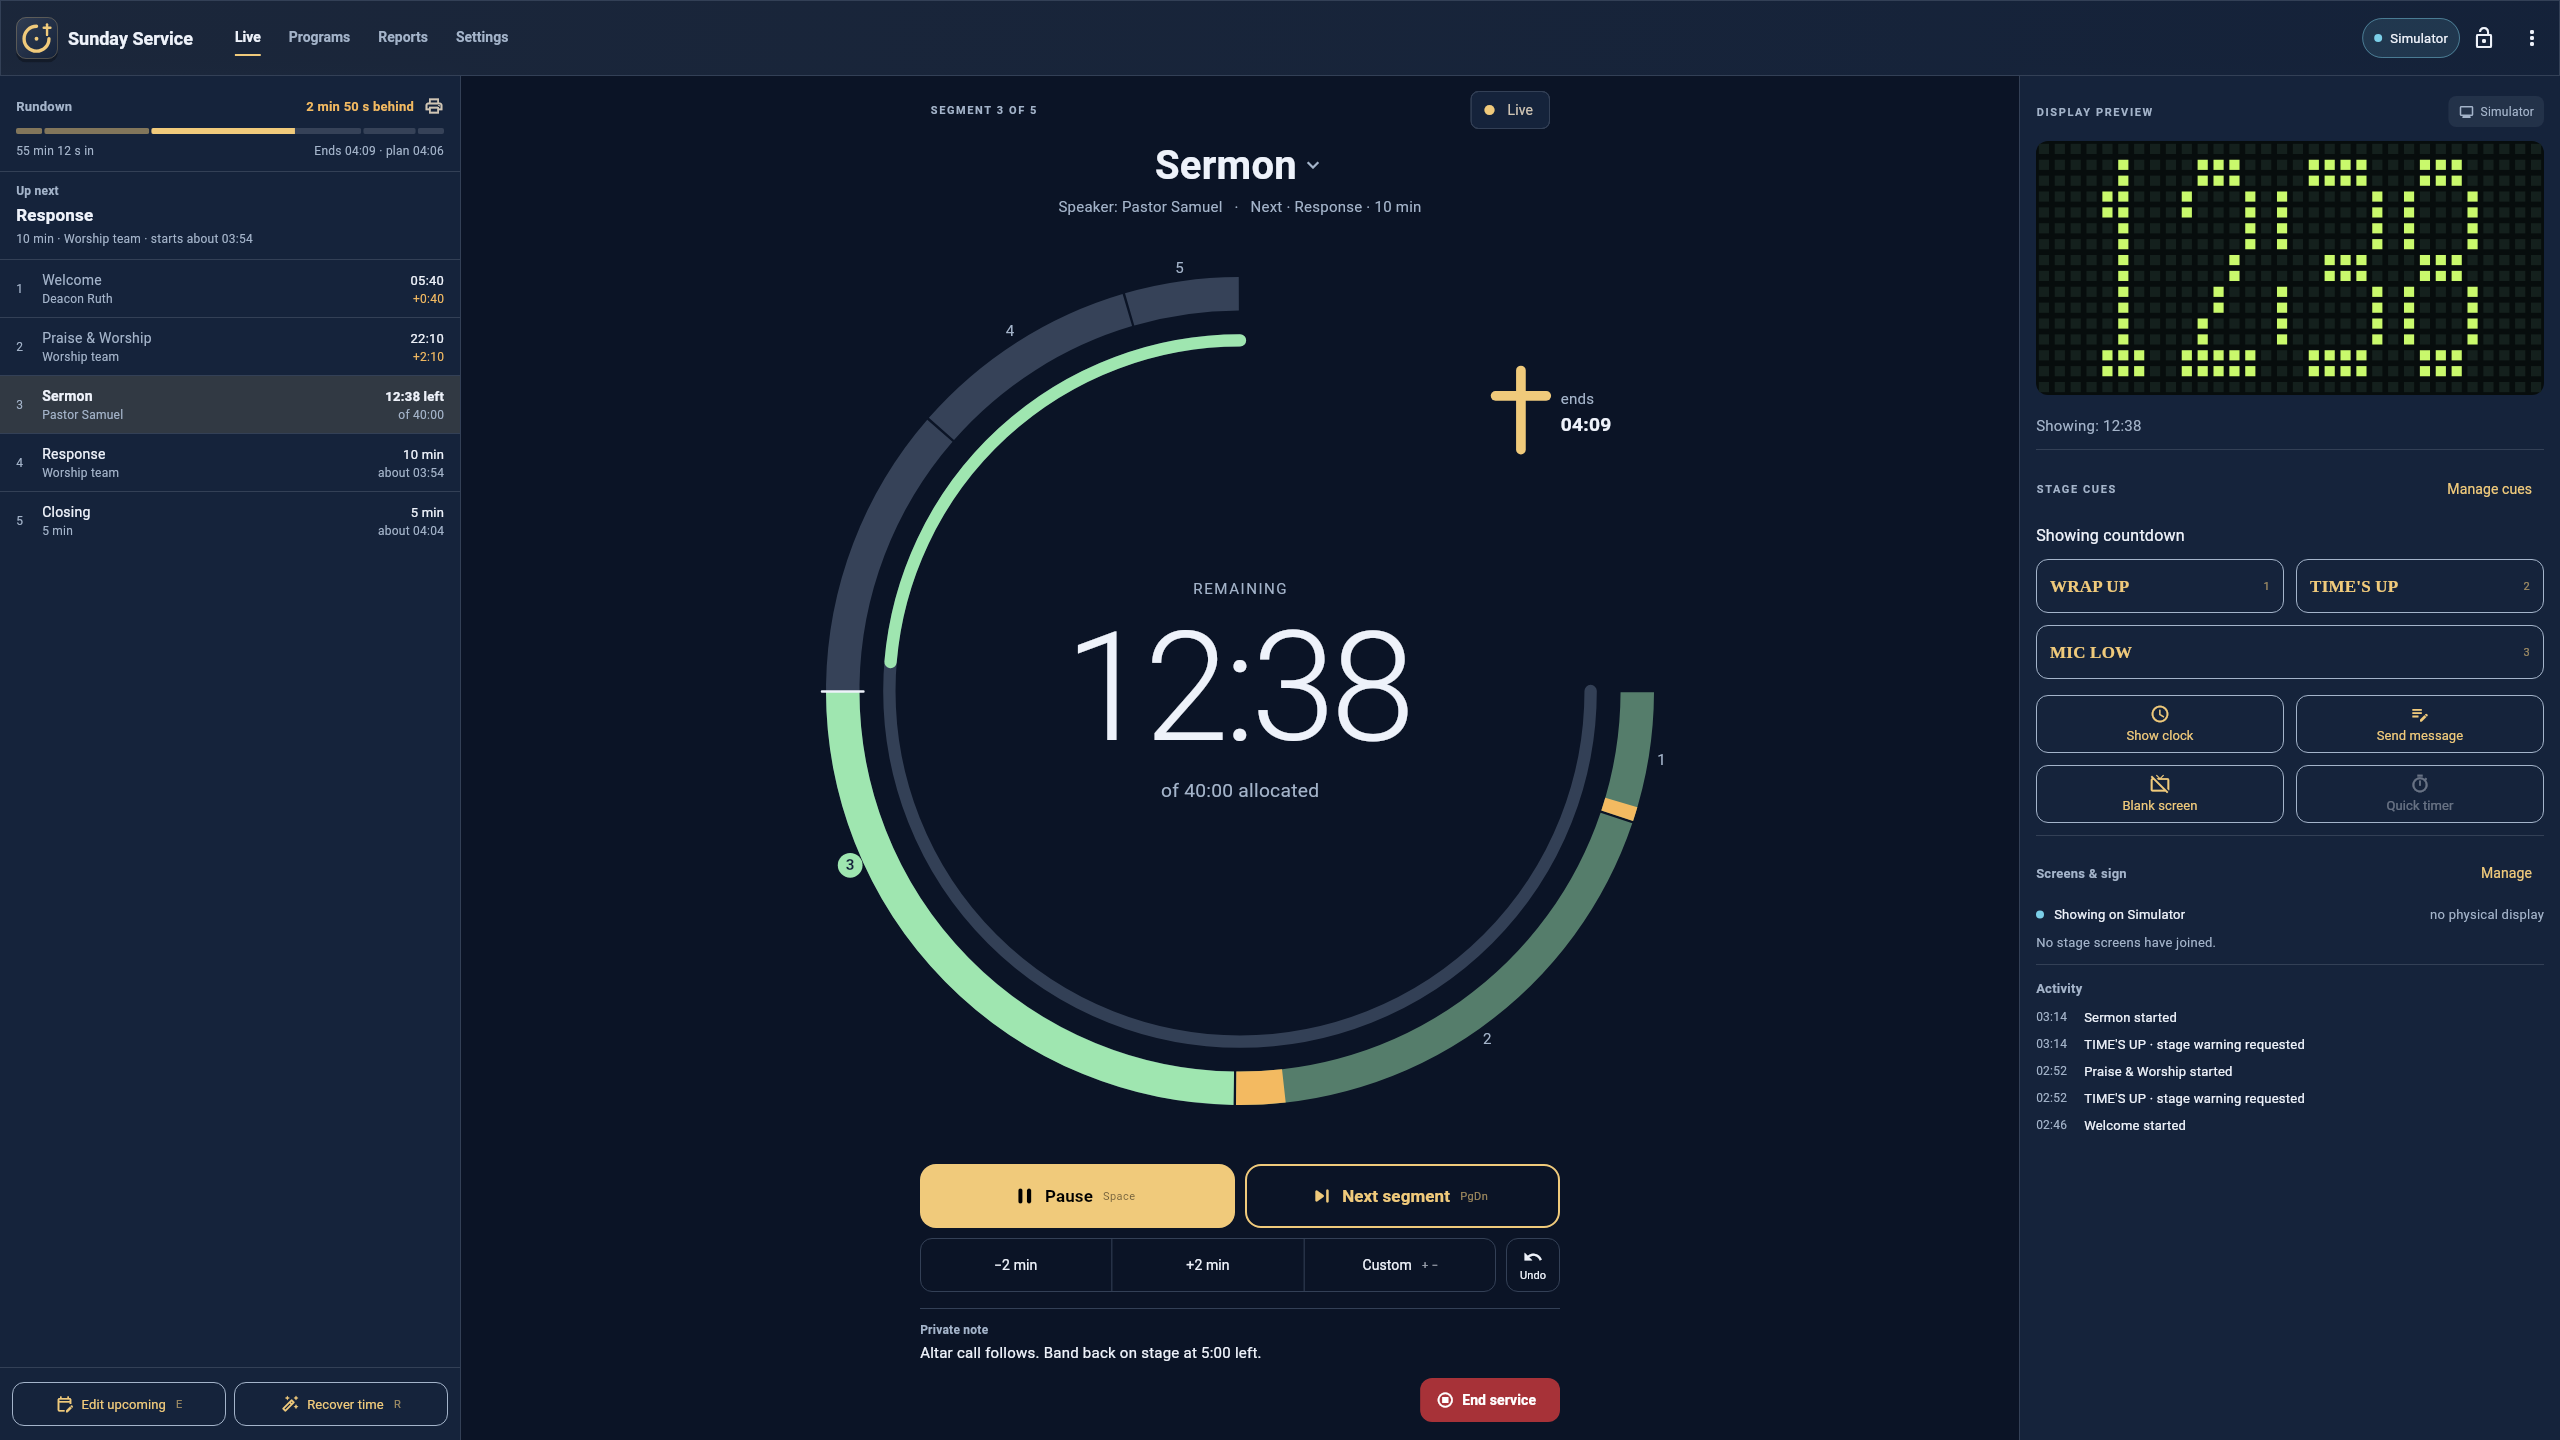 Sunday Service
Live
Programs
Reports
Settings
Simulator
Rundown
2 min 50 s behind
55 min 12 s in
Ends 04:09 · plan 04:06
Up next
Response
10 min · Worship team · starts about 03:54
1
Welcome
05:40
Deacon Ruth
+0:40
2
Praise & Worship
22:10
Worship team
+2:10
3
Sermon
12:38 left
Pastor Samuel
of 40:00
4
Response
10 min
Worship team
about 03:54
5
Closing
5 min
5 min
about 04:04
Edit upcoming E
Recover time R
SEGMENT 3 OF 5
Live
Sermon
Speaker: Pastor Samuel · Next · Response · 10 min
5
4
ends
04:09
REMAINING
12:38
of 40:00 allocated
1
3
2
Pause Space
Next segment PgDn
−2 min
+2 min
Custom + −
Undo
Private note
Altar call follows. Band back on stage at 5:00 left.
End service
DISPLAY PREVIEW
Simulator
12:38
Showing: 12:38
STAGE CUES
Manage cues
Showing countdown
WRAP UP 1
TIME'S UP 2
MIC LOW 3
Show clock
Send message
Blank screen
Quick timer
Screens & sign
Manage
Showing on Simulator
no physical display
No stage screens have joined.
Activity
03:14 Sermon started
03:14 TIME'S UP · stage warning requested
02:52 Praise & Worship started
02:52 TIME'S UP · stage warning requested
02:46 Welcome started